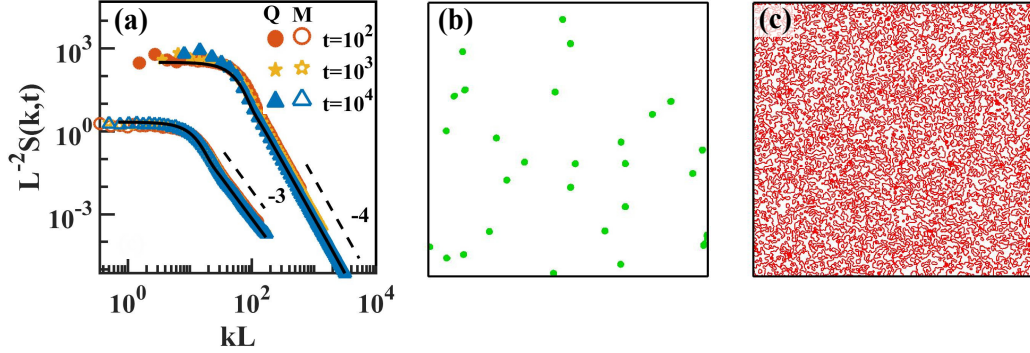 (a)
Q M
t=10²
t=10³
t=10⁴
10³
10⁰
10⁻³
L⁻²S(k,t)
-3
-4
10⁰ 10² 10⁴
kL
(b)
(c)